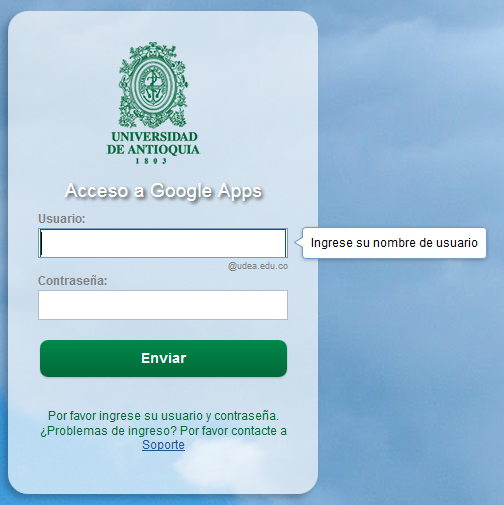 UNIVERSIDAD
DE ANTIOQUIA
1803
Acceso a Google Apps
Usuario:
Ingrese su nombre de usuario
@udea.edu.co
Contraseña:
Enviar
Por favor ingrese su usuario y contraseña.
¿Problemas de ingreso? Por favor contacte a
Soporte